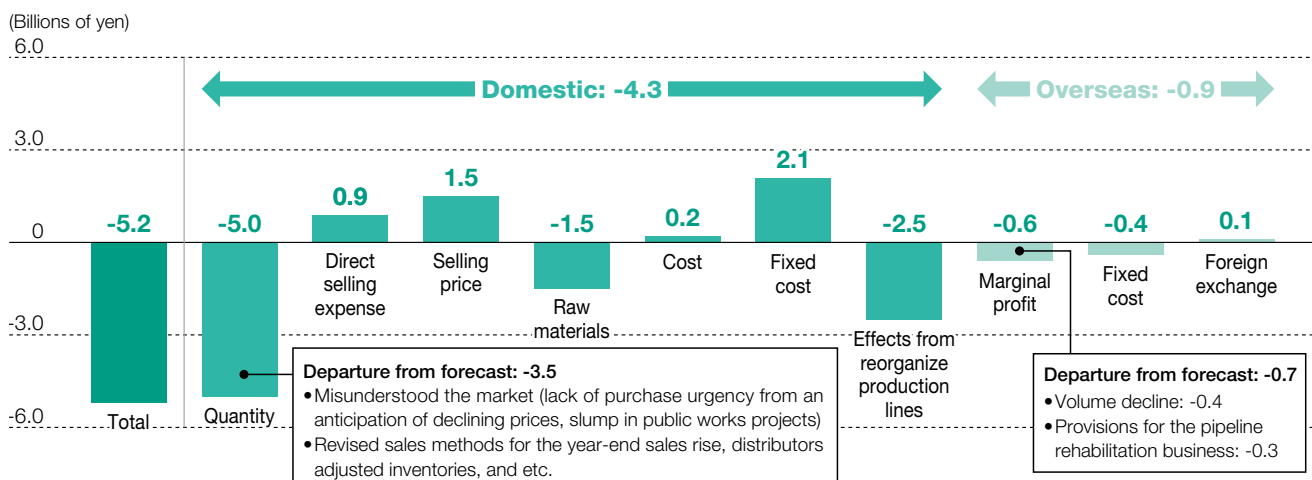 (Billions of yen)
6.0
Domestic: -4.3
Overseas: -0.9
3.0
2.1
1.5
0.9
0.2
0.1
-5.2
-5.0
-1.5
-2.5
-0.6
-0.4
0
Direct
selling
expense
Selling
price
Raw
materials
Cost
Fixed
cost
Effects from
reorganize
production
lines
Marginal
profit
Fixed
cost
Foreign
exchange
-3.0
Total
Quantity
-6.0
Departure from forecast: -3.5
•Misunderstood the market (lack of purchase urgency from an
anticipation of declining prices, slump in public works projects)
•Revised sales methods for the year-end sales rise, distributors
adjusted inventories, and etc.
Departure from forecast: -0.7
•Volume decline: -0.4
•Provisions for the pipeline
rehabilitation business: -0.3